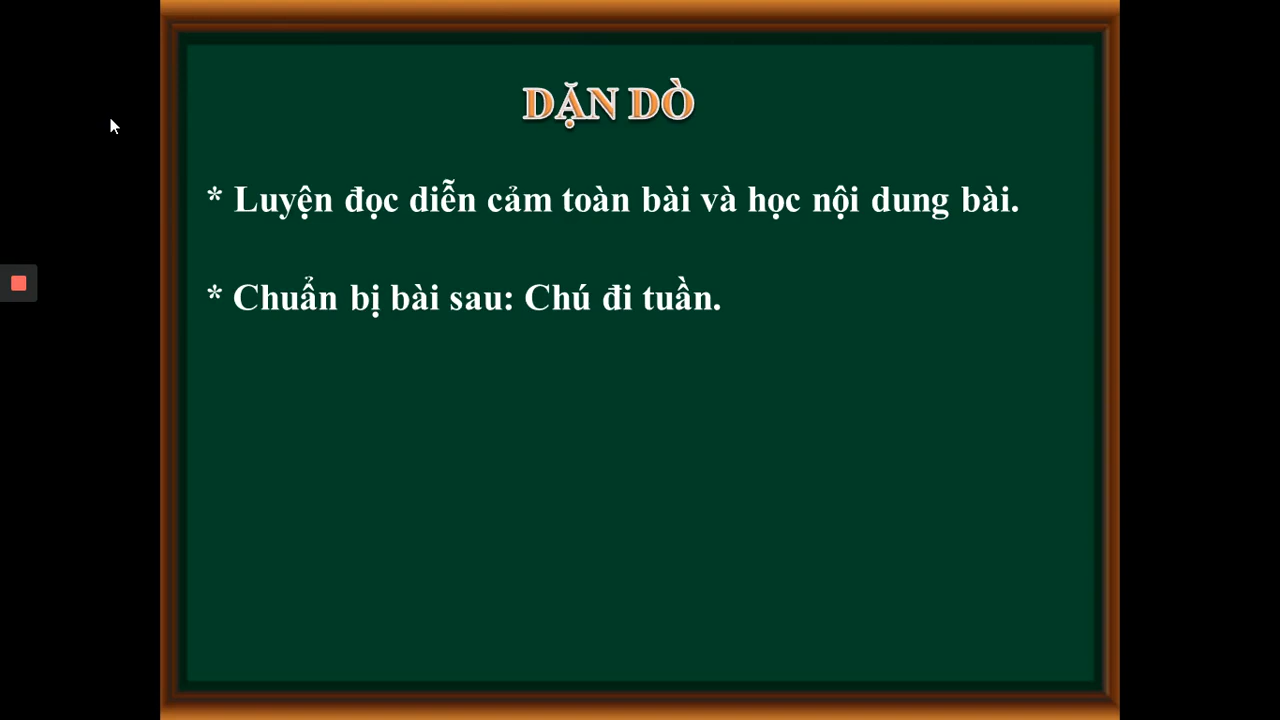 DẶN DÒ
* Luyện đọc diễn cảm toàn bài và học nội dung bài.
* Chuẩn bị bài sau: Chú đi tuần.